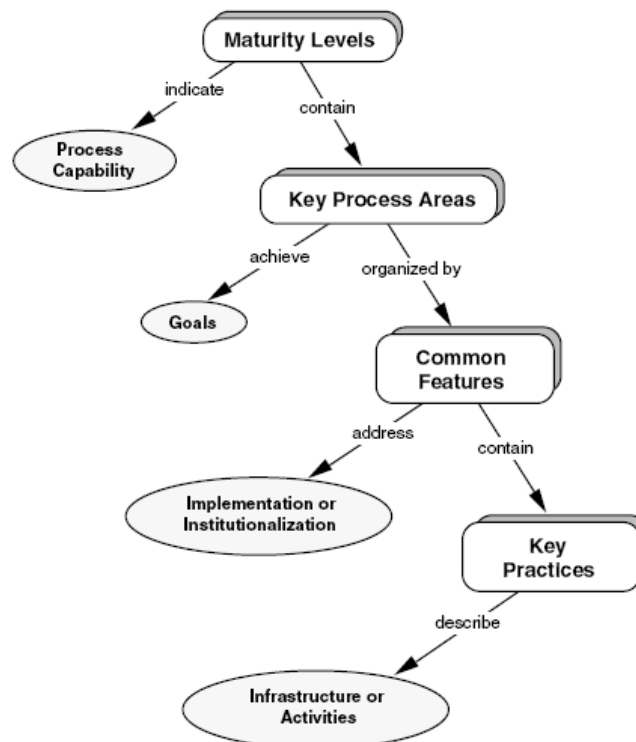 Maturity Levels
indicate
contain
Process
Capability
Key Process Areas
achieve
organized by
Goals
Common
Features
address
contain
Implementation or
Institutionalization
Key
Practices
describe
Infrastructure or
Activities